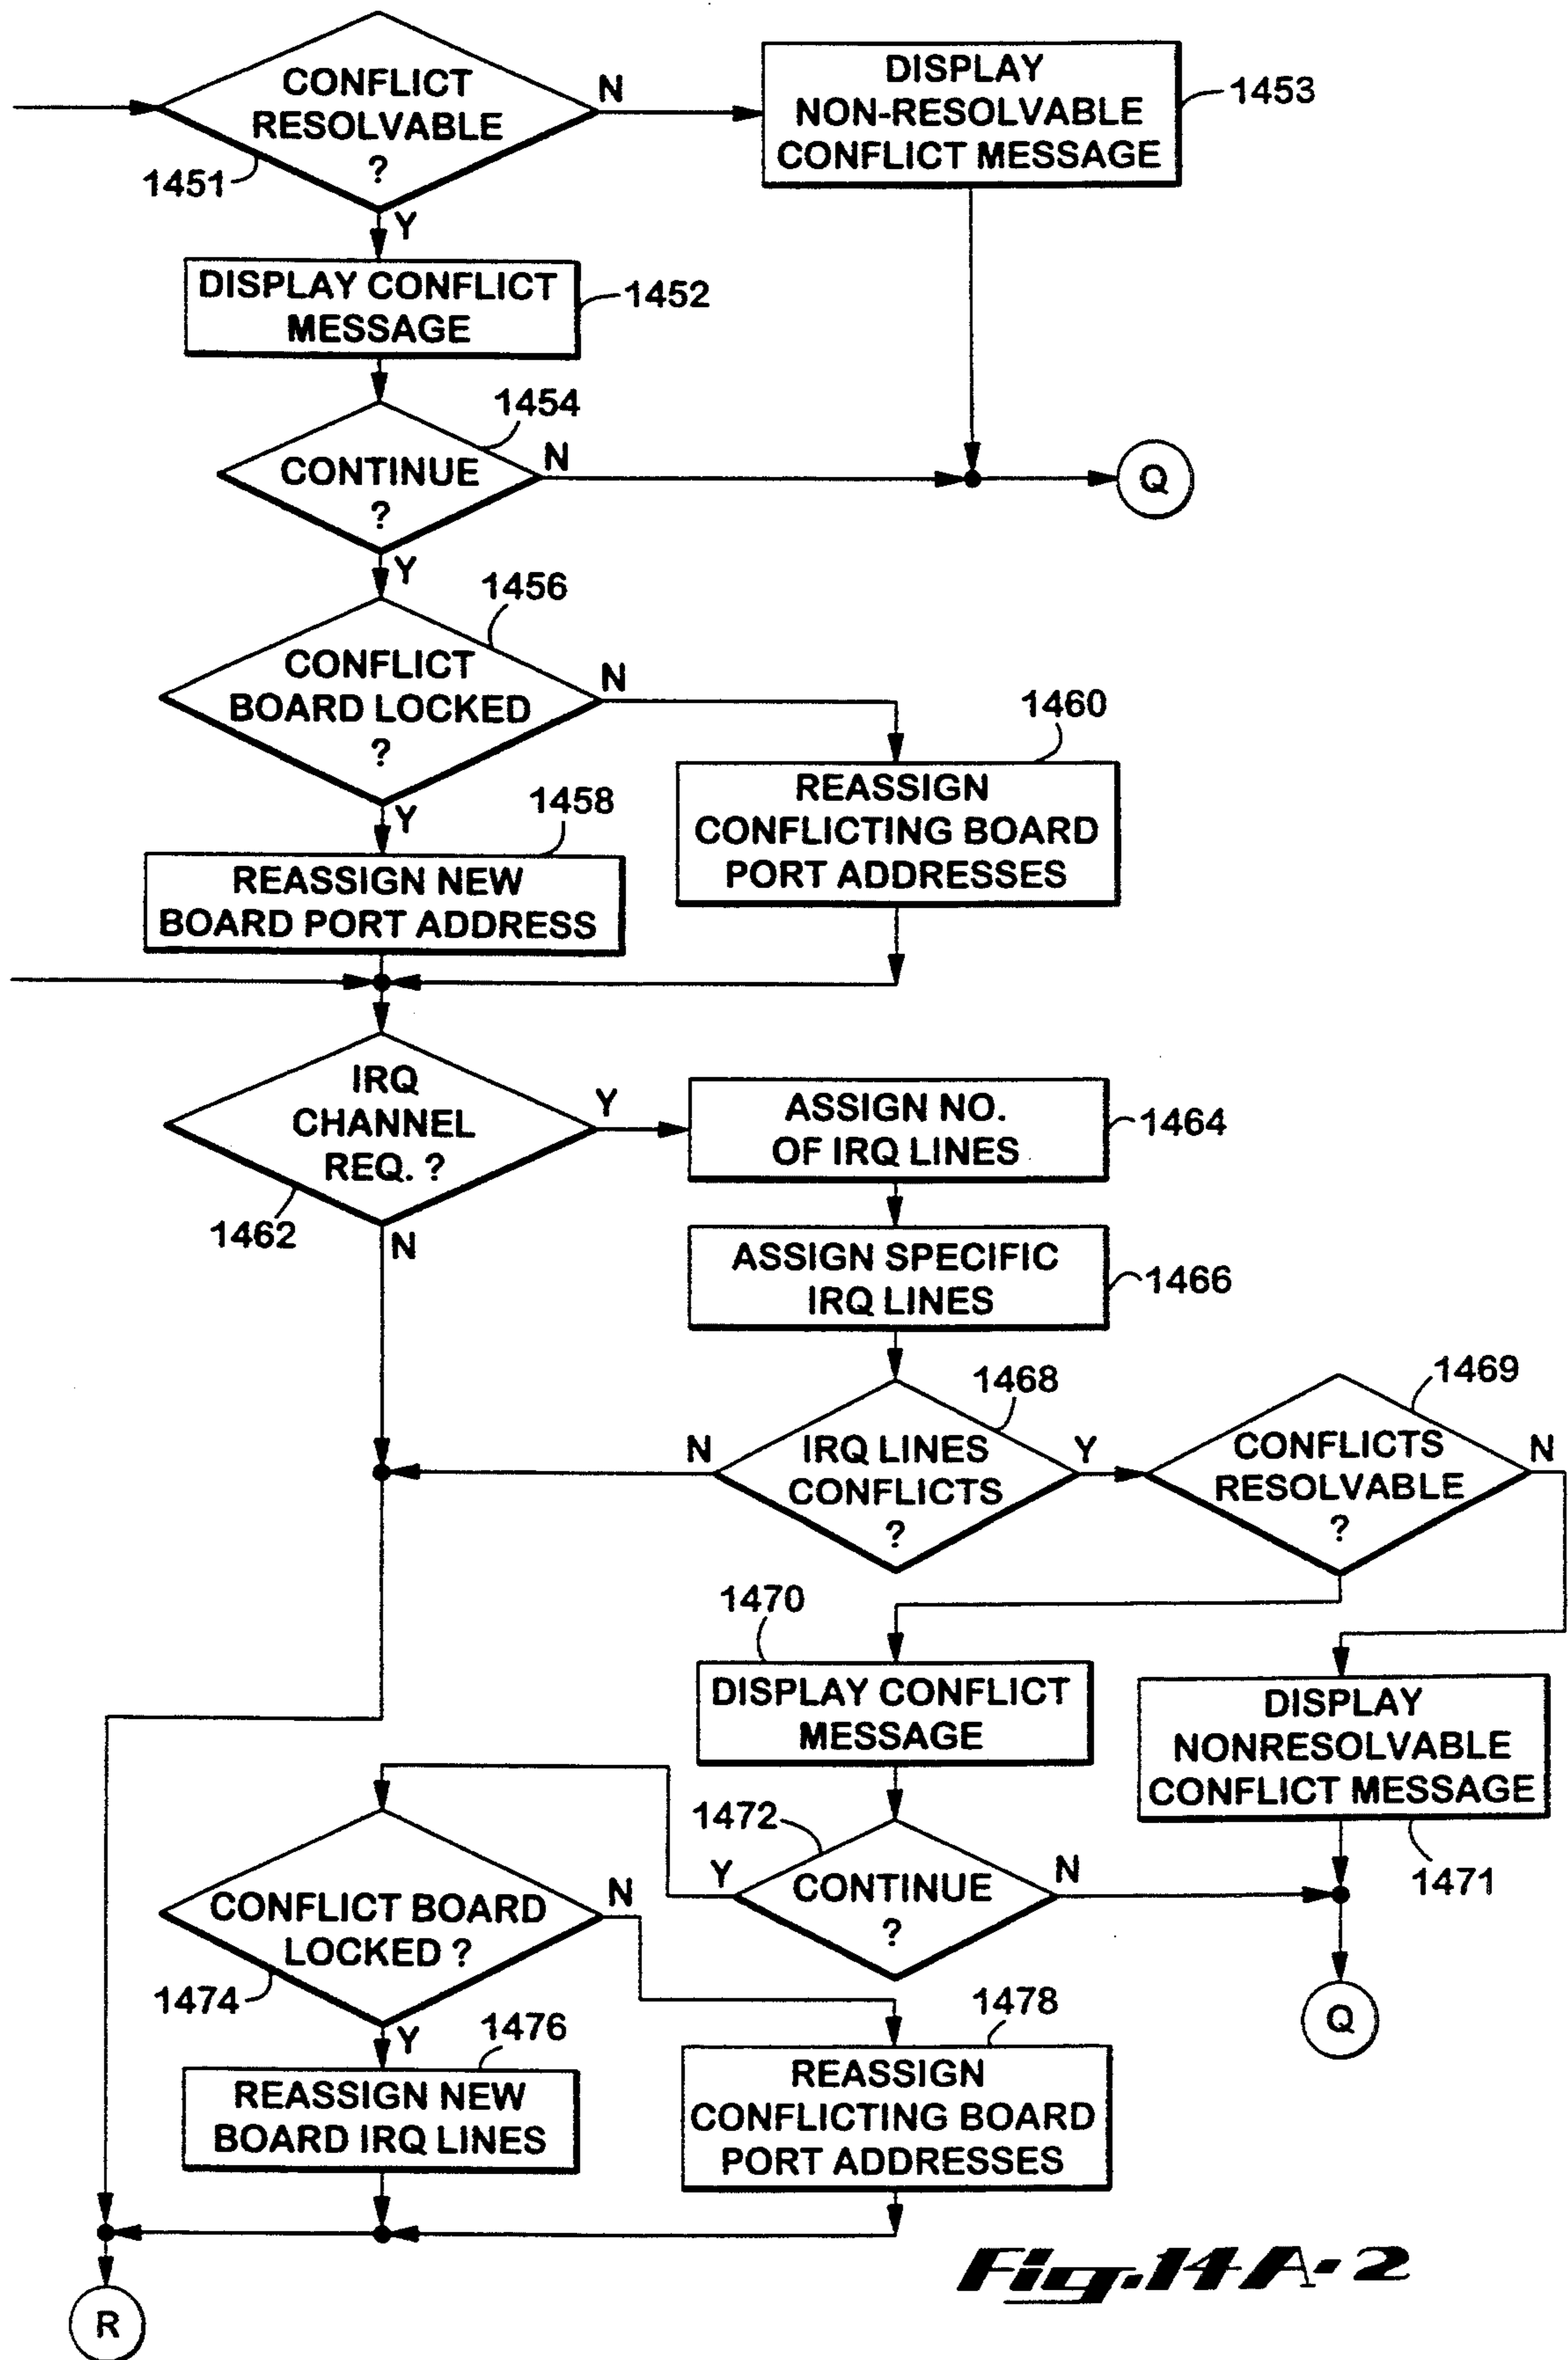 CONFLICT
RESOLVABLE
?
1451
N
DISPLAY
NON-RESOLVABLE
CONFLICT MESSAGE
1453
Y
DISPLAY CONFLICT
MESSAGE
1452
1454
CONTINUE
?
N
Q
Y
1456
CONFLICT
BOARD LOCKED
?
N
1460
REASSIGN
CONFLICTING BOARD
PORT ADDRESSES
Y
1458
REASSIGN NEW
BOARD PORT ADDRESS
IRQ
CHANNEL
REQ. ?
1462
Y
ASSIGN NO.
OF IRQ LINES
1464
N
ASSIGN SPECIFIC
IRQ LINES
1466
1468
N
IRQ LINES
CONFLICTS
?
Y
1469
CONFLICTS
RESOLVABLE
?
N
1470
DISPLAY CONFLICT
MESSAGE
DISPLAY
NONRESOLVABLE
CONFLICT MESSAGE
1471
1472
Y
CONTINUE
?
N
Q
CONFLICT BOARD
LOCKED ?
1474
N
Y
1476
REASSIGN NEW
BOARD IRQ LINES
1478
REASSIGN
CONFLICTING BOARD
PORT ADDRESSES
R
Fig.14A-2